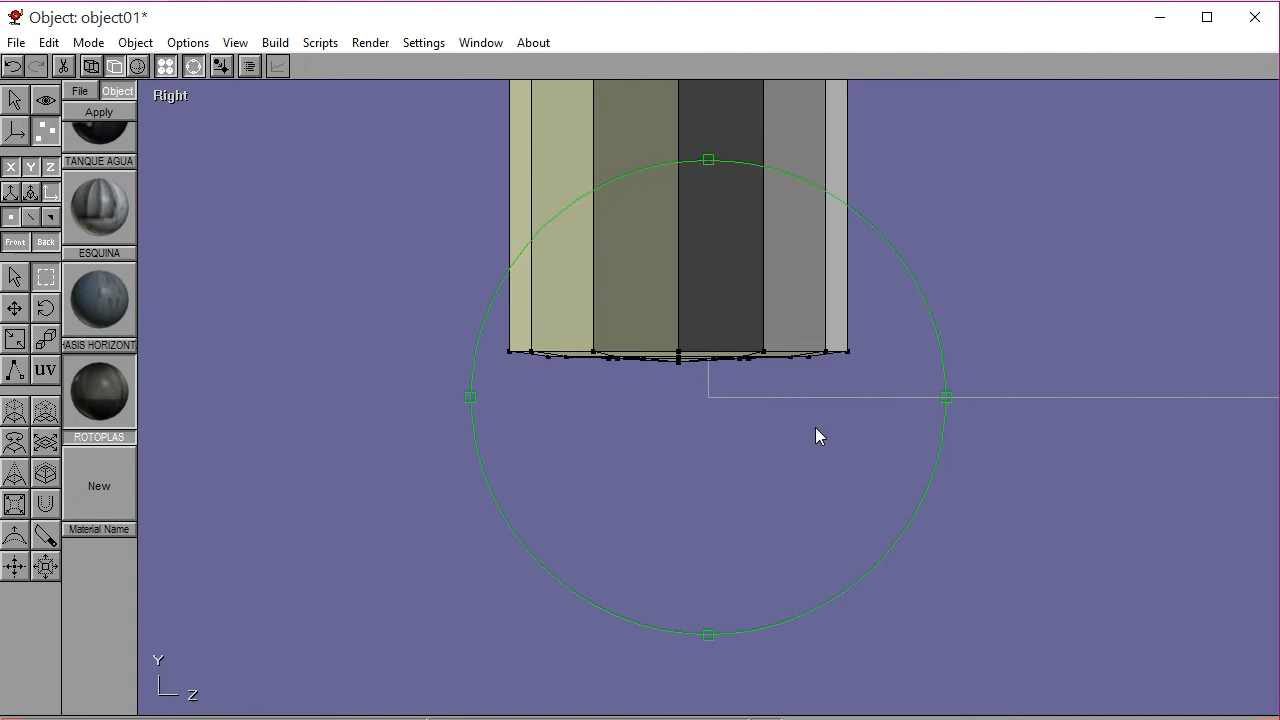 Object: object01*
File Edit Mode Object Options View Build Scripts Render Settings Window About
File Object
Apply
Right
TANQUE AGUA
X Y Z
Front Back
ESQUINA
HASIS HORIZONT
UV
ROTOPLAS
New
Material Name
Y
Z